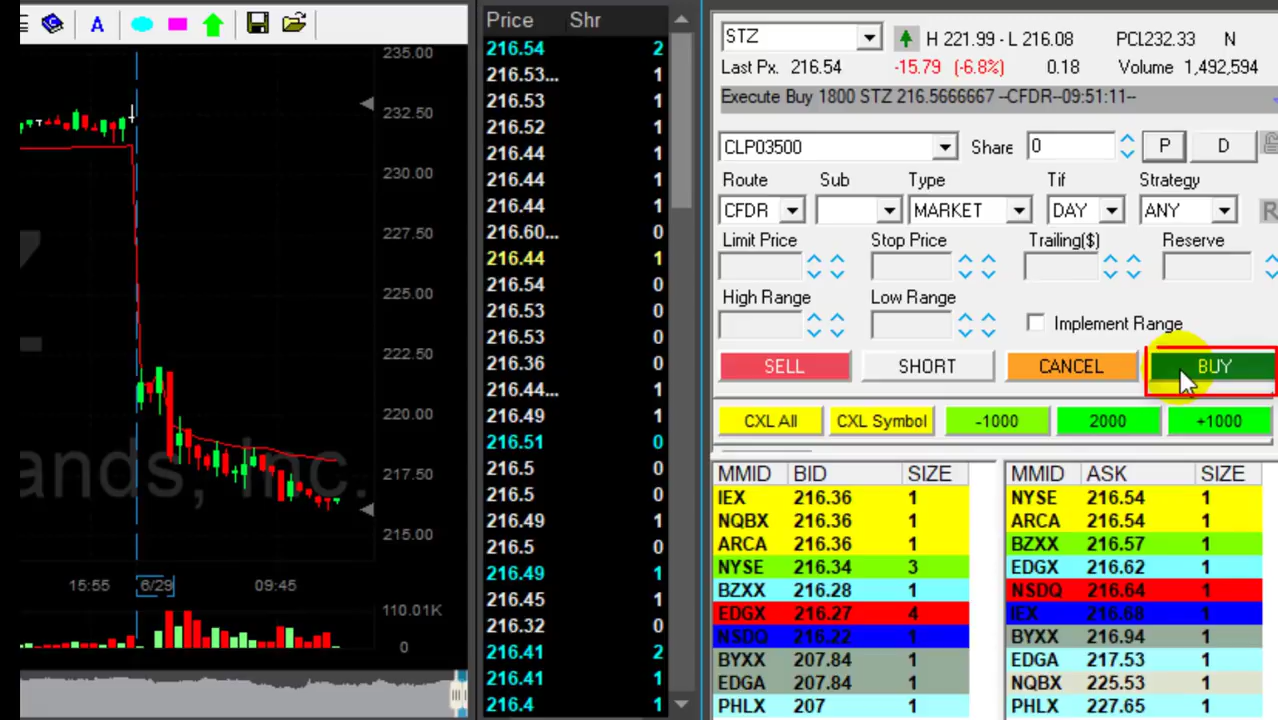 A
235.00
232.50
230.00
227.50
225.00
222.50
220.00
217.50
215.00
ands, Inc.
15:55 6/29 09:45
110.01K
0
Price Shr
216.54 2
216.53... 1
216.53 1
216.52 1
216.44 1
216.44 1
216.44 1
216.60... 0
216.44 1
216.54 0
216.53 0
216.53 0
216.36 0
216.44... 1
216.49 1
216.51 0
216.5 0
216.5 0
216.49 1
216.5 0
216.49 1
216.45 1
216.32 0
216.41 2
216.41 1
216.4 1
STZ H 221.99 - L 216.08 PCl232.33 N
Last Px. 216.54 -15.79 (-6.8%) 0.18 Volume 1,492,594
Execute Buy 1800 STZ 216.5666667 --CFDR--09:51:11--
CLP03500 Share 0 P D
Route Sub Type Tif Strategy
CFDR MARKET DAY ANY R
Limit Price Stop Price Trailing($) Reserve
High Range Low Range
Implement Range
SELL SHORT CANCEL BUY
CXL All CXL Symbol -1000 2000 +1000
MMID BID SIZE MMID ASK SIZE
IEX 216.36 1 NYSE 216.54 1
NQBX 216.36 1 ARCA 216.54 1
ARCA 216.36 1 BZXX 216.57 1
NYSE 216.34 3 EDGX 216.62 1
BZXX 216.28 1 NSDQ 216.64 1
EDGX 216.27 4 IEX 216.68 1
NSDQ 216.22 1 BYXX 216.94 1
BYXX 207.84 1 EDGA 217.53 1
EDGA 207.84 1 NQBX 225.53 1
PHLX 207 1 PHLX 227.65 1